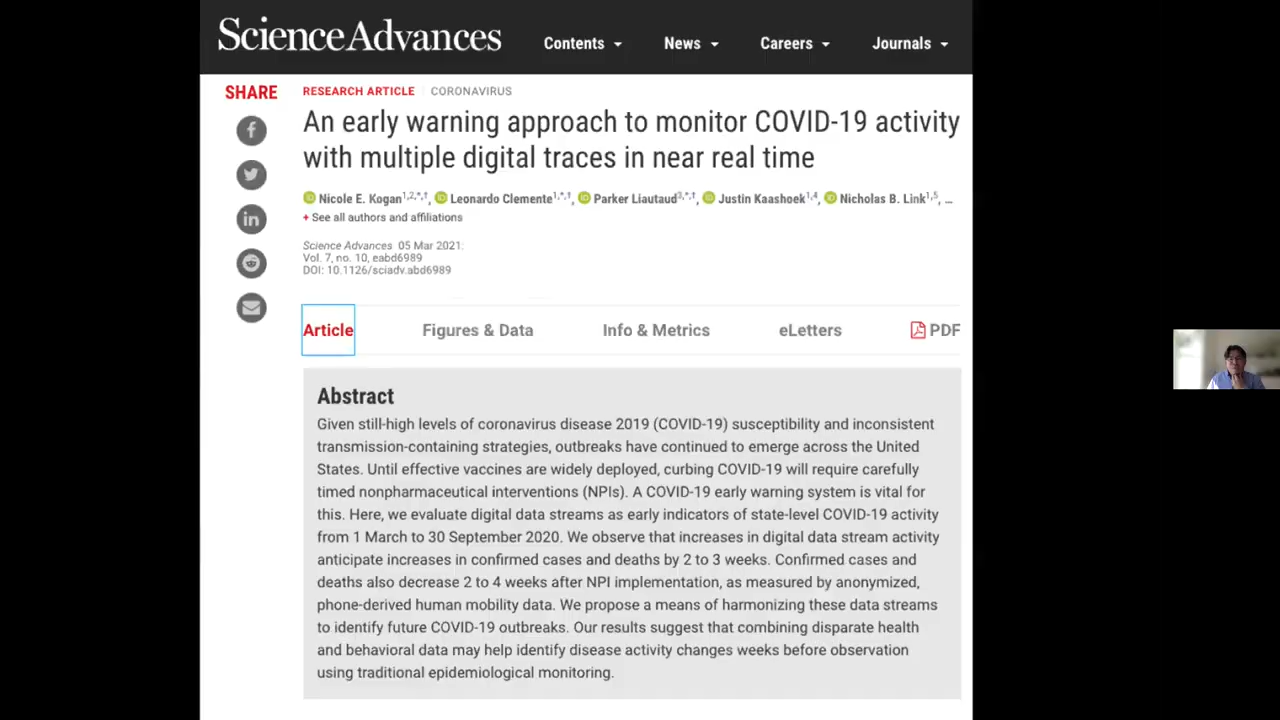 ScienceAdvances
Contents News Careers Journals
SHARE
RESEARCH ARTICLE CORONAVIRUS
An early warning approach to monitor COVID-19 activity
with multiple digital traces in near real time
Nicole E. Kogan1,2,*,†, Leonardo Clemente1,*,†, Parker Liautaud3,*,†, Justin Kaashoek1,4, Nicholas B. Link1,5, …
+ See all authors and affiliations
Science Advances 05 Mar 2021:
Vol. 7, no. 10, eabd6989
DOI: 10.1126/sciadv.abd6989
Article Figures & Data Info & Metrics eLetters PDF
Abstract
Given still-high levels of coronavirus disease 2019 (COVID-19) susceptibility and inconsistent
transmission-containing strategies, outbreaks have continued to emerge across the United
States. Until effective vaccines are widely deployed, curbing COVID-19 will require carefully
timed nonpharmaceutical interventions (NPIs). A COVID-19 early warning system is vital for
this. Here, we evaluate digital data streams as early indicators of state-level COVID-19 activity
from 1 March to 30 September 2020. We observe that increases in digital data stream activity
anticipate increases in confirmed cases and deaths by 2 to 3 weeks. Confirmed cases and
deaths also decrease 2 to 4 weeks after NPI implementation, as measured by anonymized,
phone-derived human mobility data. We propose a means of harmonizing these data streams
to identify future COVID-19 outbreaks. Our results suggest that combining disparate health
and behavioral data may help identify disease activity changes weeks before observation
using traditional epidemiological monitoring.